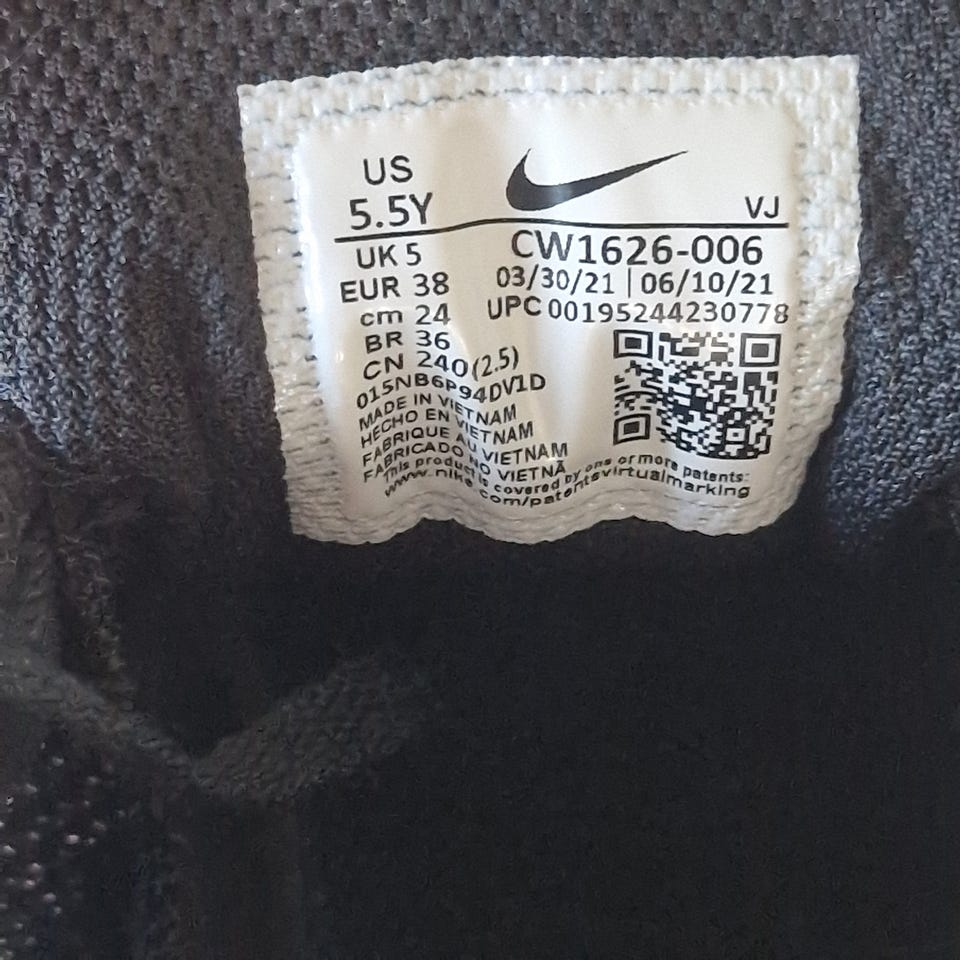 US
5.5Y
VJ
UK 5
CW1626-006
EUR 38
03/30/21 | 06/10/21
cm 24
UPC 00195244230778
BR 36
CN 240 (2.5)
015NB6P94DV1D
MADE IN VIETNAM
HECHO EN VIETNAM
FABRIQUE AU VIETNAM
FABRICADO NO VIETNÃ
This product is covered by one or more patents:
www.nike.com/patentsvirtualmarking